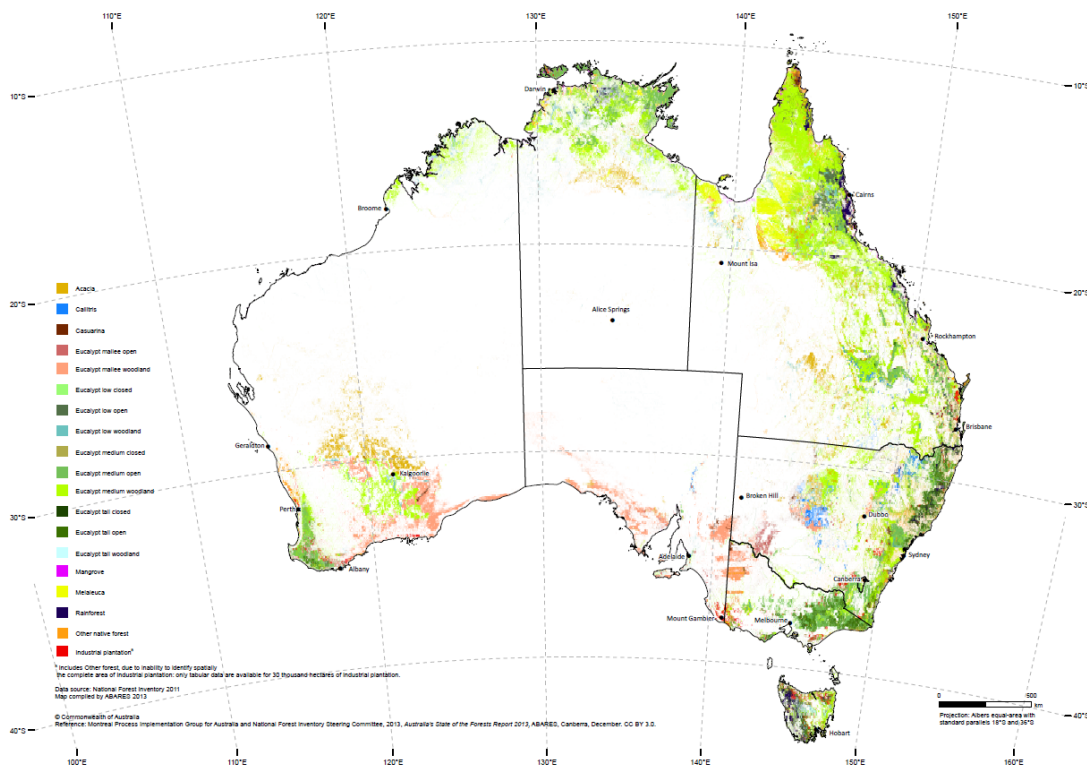 110°E
120°E
130°E
140°E
150°E
10°S
10°S
Darwin
Cairns
Broome
Mount Isa
20°S
20°S
Alice Springs
Rockhampton
Acacia
Callitris
Casuarina
Eucalypt mallee open
Eucalypt mallee woodland
Eucalypt low closed
Eucalypt low open
Eucalypt low woodland
Eucalypt medium closed
Eucalypt medium open
Eucalypt medium woodland
Eucalypt tall closed
Eucalypt tall open
Eucalypt tall woodland
Mangrove
Melaleuca
Rainforest
Other native forest
Industrial plantationª
Brisbane
Geraldton
Kalgoorlie
Broken Hill
Dubbo
30°S
30°S
Perth
Sydney
Albany
Adelaide
Canberra
Mount Gambier
Melbourne
Hobart
ª Includes Other forest, due to inability to identify spatially
the complete area of industrial plantation; only tabular data are available for 30 thousand hectares of industrial plantation.
Data source: National Forest Inventory 2011
Map compiled by ABARES 2013
© Commonwealth of Australia
Reference: Montreal Process Implementation Group for Australia and National Forest Inventory Steering Committee, 2013, Australia's State of the Forests Report 2013, ABARES, Canberra, December. CC BY 3.0.
0
500
km
Projection: Albers equal-area with
standard parallels 18°S and 36°S
40°S
40°S
100°E
110°E
120°E
130°E
140°E
150°E
160°E